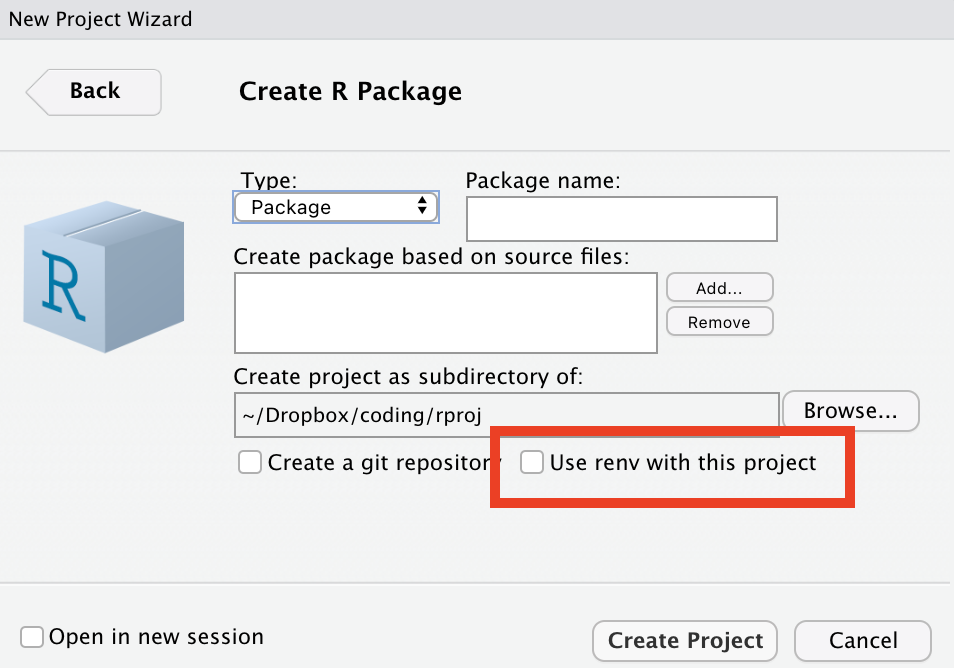 New Project Wizard
Back
Create R Package
Type:
Package name:
Package
Create package based on source files:
Add...
Remove
R
Create project as subdirectory of:
~/Dropbox/coding/rproj
Browse...
Create a git repository
Use renv with this project
Open in new session
Create Project
Cancel